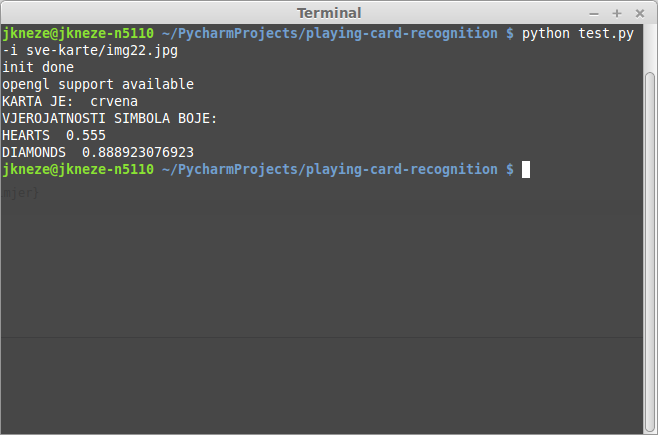 Terminal
jkneze@jkneze-n5110 ~/PycharmProjects/playing-card-recognition $ python test.py
-i sve-karte/img22.jpg
init done
opengl support available
KARTA JE:  crvena
VJEROJATNOSTI SIMBOLA BOJE:
HEARTS  0.555
DIAMONDS  0.888923076923
jkneze@jkneze-n5110 ~/PycharmProjects/playing-card-recognition $
mjer}